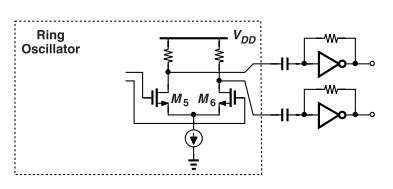 Ring
Oscillator
V_DD
M_5 M_6